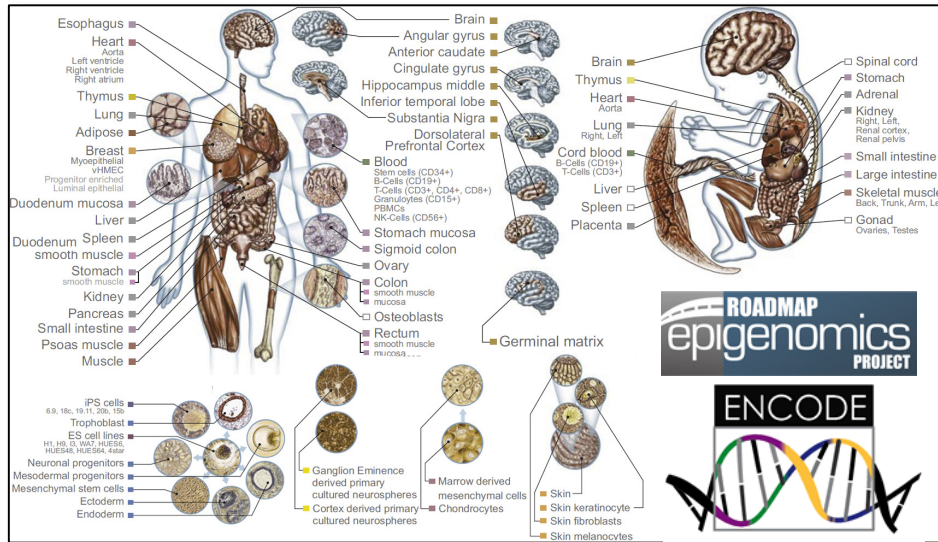 Esophagus
Heart
Aorta
Left ventricle
Right ventricle
Right atrium
Thymus
Lung
Adipose
Breast
Myoepithelial
vHMEC
Progenitor enriched
Luminal epithelial
Duodenum mucosa
Liver
Spleen
Duodenum
smooth muscle
Stomach
smooth muscle
Kidney
Pancreas
Small intestine
Psoas muscle
Muscle
Brain
Angular gyrus
Anterior caudate
Cingulate gyrus
Hippocampus middle
Inferior temporal lobe
Substantia Nigra
Dorsolateral
Prefrontal Cortex
Blood
Stem cells (CD34+)
B-Cells (CD19+)
T-Cells (CD3+, CD4+, CD8+)
Granuloytes (CD15+)
PBMCs
NK-Cells (CD56+)
Stomach mucosa
Sigmoid colon
Ovary
Colon
smooth muscle
mucosa
Osteoblasts
Rectum
smooth muscle
mucosa
Germinal matrix
Brain
Thymus
Heart
Aorta
Lung
Right, Left
Cord blood
B-Cells (CD19+)
T-Cells (CD3+)
Liver
Spleen
Placenta
Spinal cord
Stomach
Adrenal
Kidney
Right, Left,
Renal cortex,
Renal pelvis
Small intestine
Large intestine
Skeletal muscle
Back, Trunk, Arm, Le
Gonad
Ovaries, Testes
ROADMAP
epigenomics
PROJECT
ENCODE
iPS cells
6.9, 18c, 19.11, 20b, 15b
Trophoblast
ES cell lines
H1, H9, I3, WA7, HUES6,
HUES48, HUES64, 4star
Neuronal progenitors
Mesodermal progenitors
Mesenchymal stem cells
Ectoderm
Endoderm
Ganglion Eminence
derived primary
cultured neurospheres
Cortex derived primary
cultured neurospheres
Marrow derived
mesenchymal cells
Chondrocytes
Skin
Skin keratinocyte
Skin fibroblasts
Skin melanocytes